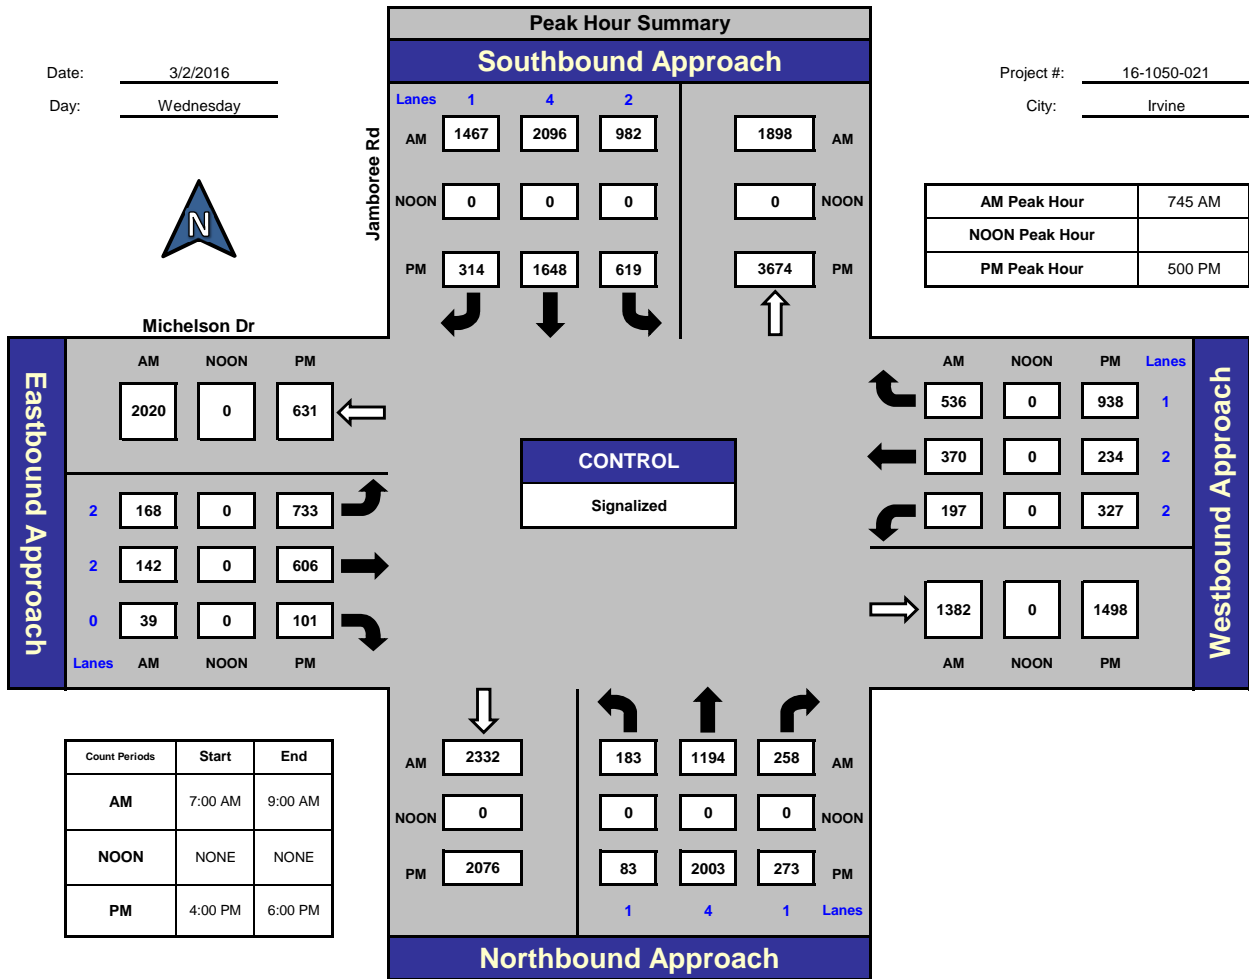 Peak Hour Summary
Southbound Approach
Date: 3/2/2016
Day: Wednesday
Project #: 16-1050-021
City: Irvine
N
Jamboree Rd
Lanes 1 4 2
AM 1467 2096 982 1898 AM
NOON 0 0 0 0 NOON
PM 314 1648 619 3674 PM
AM Peak Hour 745 AM
NOON Peak Hour
PM Peak Hour 500 PM
Michelson Dr
Eastbound Approach
AM NOON PM
2020 0 631
2 168 0 733
2 142 0 606
0 39 0 101
Lanes AM NOON PM
CONTROL
Signalized
AM NOON PM Lanes
536 0 938 1
370 0 234 2
197 0 327 2
1382 0 1498
AM NOON PM
Westbound Approach
Count Periods Start End
AM 7:00 AM 9:00 AM
NOON NONE NONE
PM 4:00 PM 6:00 PM
AM 2332 183 1194 258 AM
NOON 0 0 0 0 NOON
PM 2076 83 2003 273 PM
1 4 1 Lanes
Northbound Approach